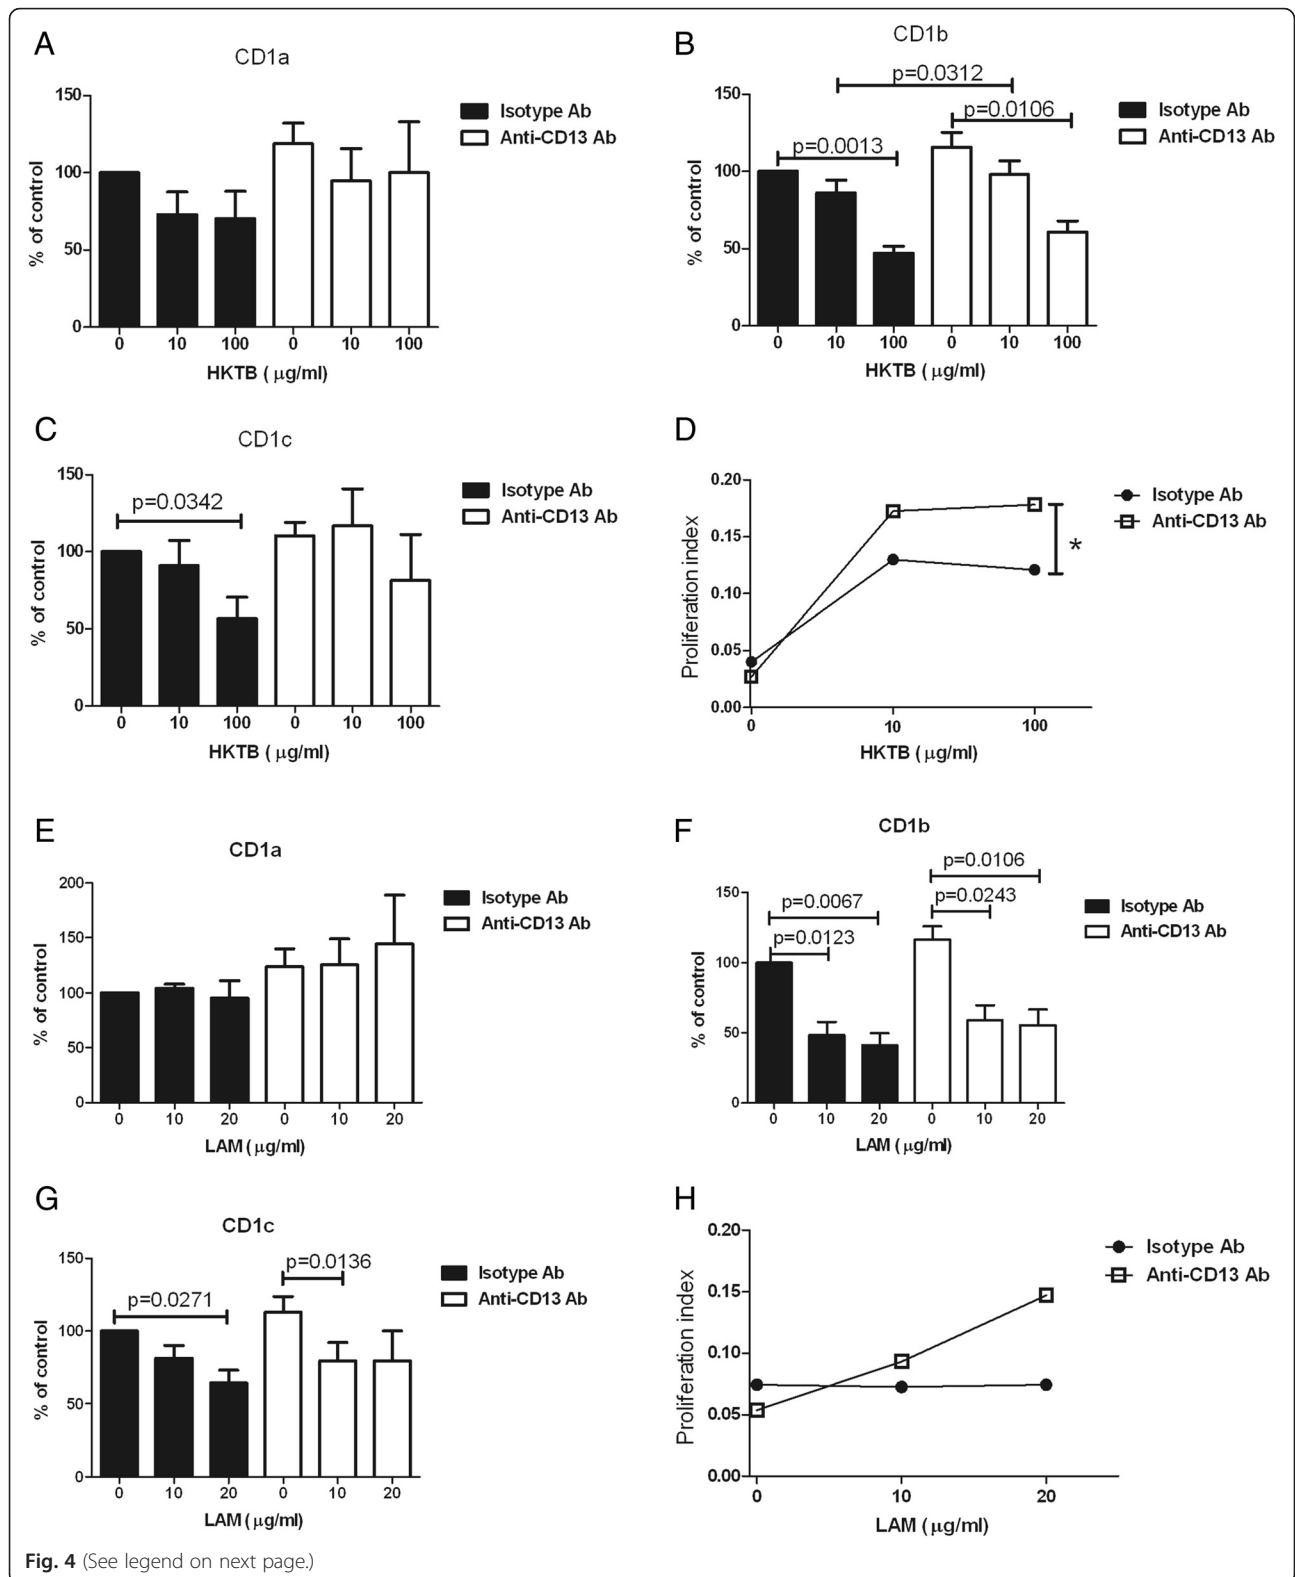 A
CD1a
150
100
50
0
% of control
0 10 100 0 10 100
HKTB ( µg/ml)
Isotype Ab
Anti-CD13 Ab
B
CD1b
p=0.0312
p=0.0106
p=0.0013
150
100
50
0
% of control
0 10 100 0 10 100
HKTB ( µg/ml)
Isotype Ab
Anti-CD13 Ab
C
CD1c
p=0.0342
150
100
50
0
% of control
0 10 100 0 10 100
HKTB ( µg/ml)
Isotype Ab
Anti-CD13 Ab
D
0.20
0.15
0.10
0.05
0.00
Proliferation index
*
0 10 100
HKTB ( µg/ml)
Isotype Ab
Anti-CD13 Ab
E
CD1a
200
150
100
50
0
% of control
0 10 20 0 10 20
LAM ( µg/ml)
Isotype Ab
Anti-CD13 Ab
F
CD1b
p=0.0106
p=0.0243
p=0.0067
p=0.0123
150
100
50
0
% of control
0 10 20 0 10 20
LAM ( µg/ml)
Isotype Ab
Anti-CD13 Ab
G
CD1c
p=0.0136
p=0.0271
150
100
50
0
% of control
0 10 20 0 10 20
LAM ( µg/ml)
Isotype Ab
Anti-CD13 Ab
H
0.20
0.15
0.10
0.05
0.00
Proliferation index
0 10 20
LAM (µg/ml)
Isotype Ab
Anti-CD13 Ab
Fig. 4 (See legend on next page.)